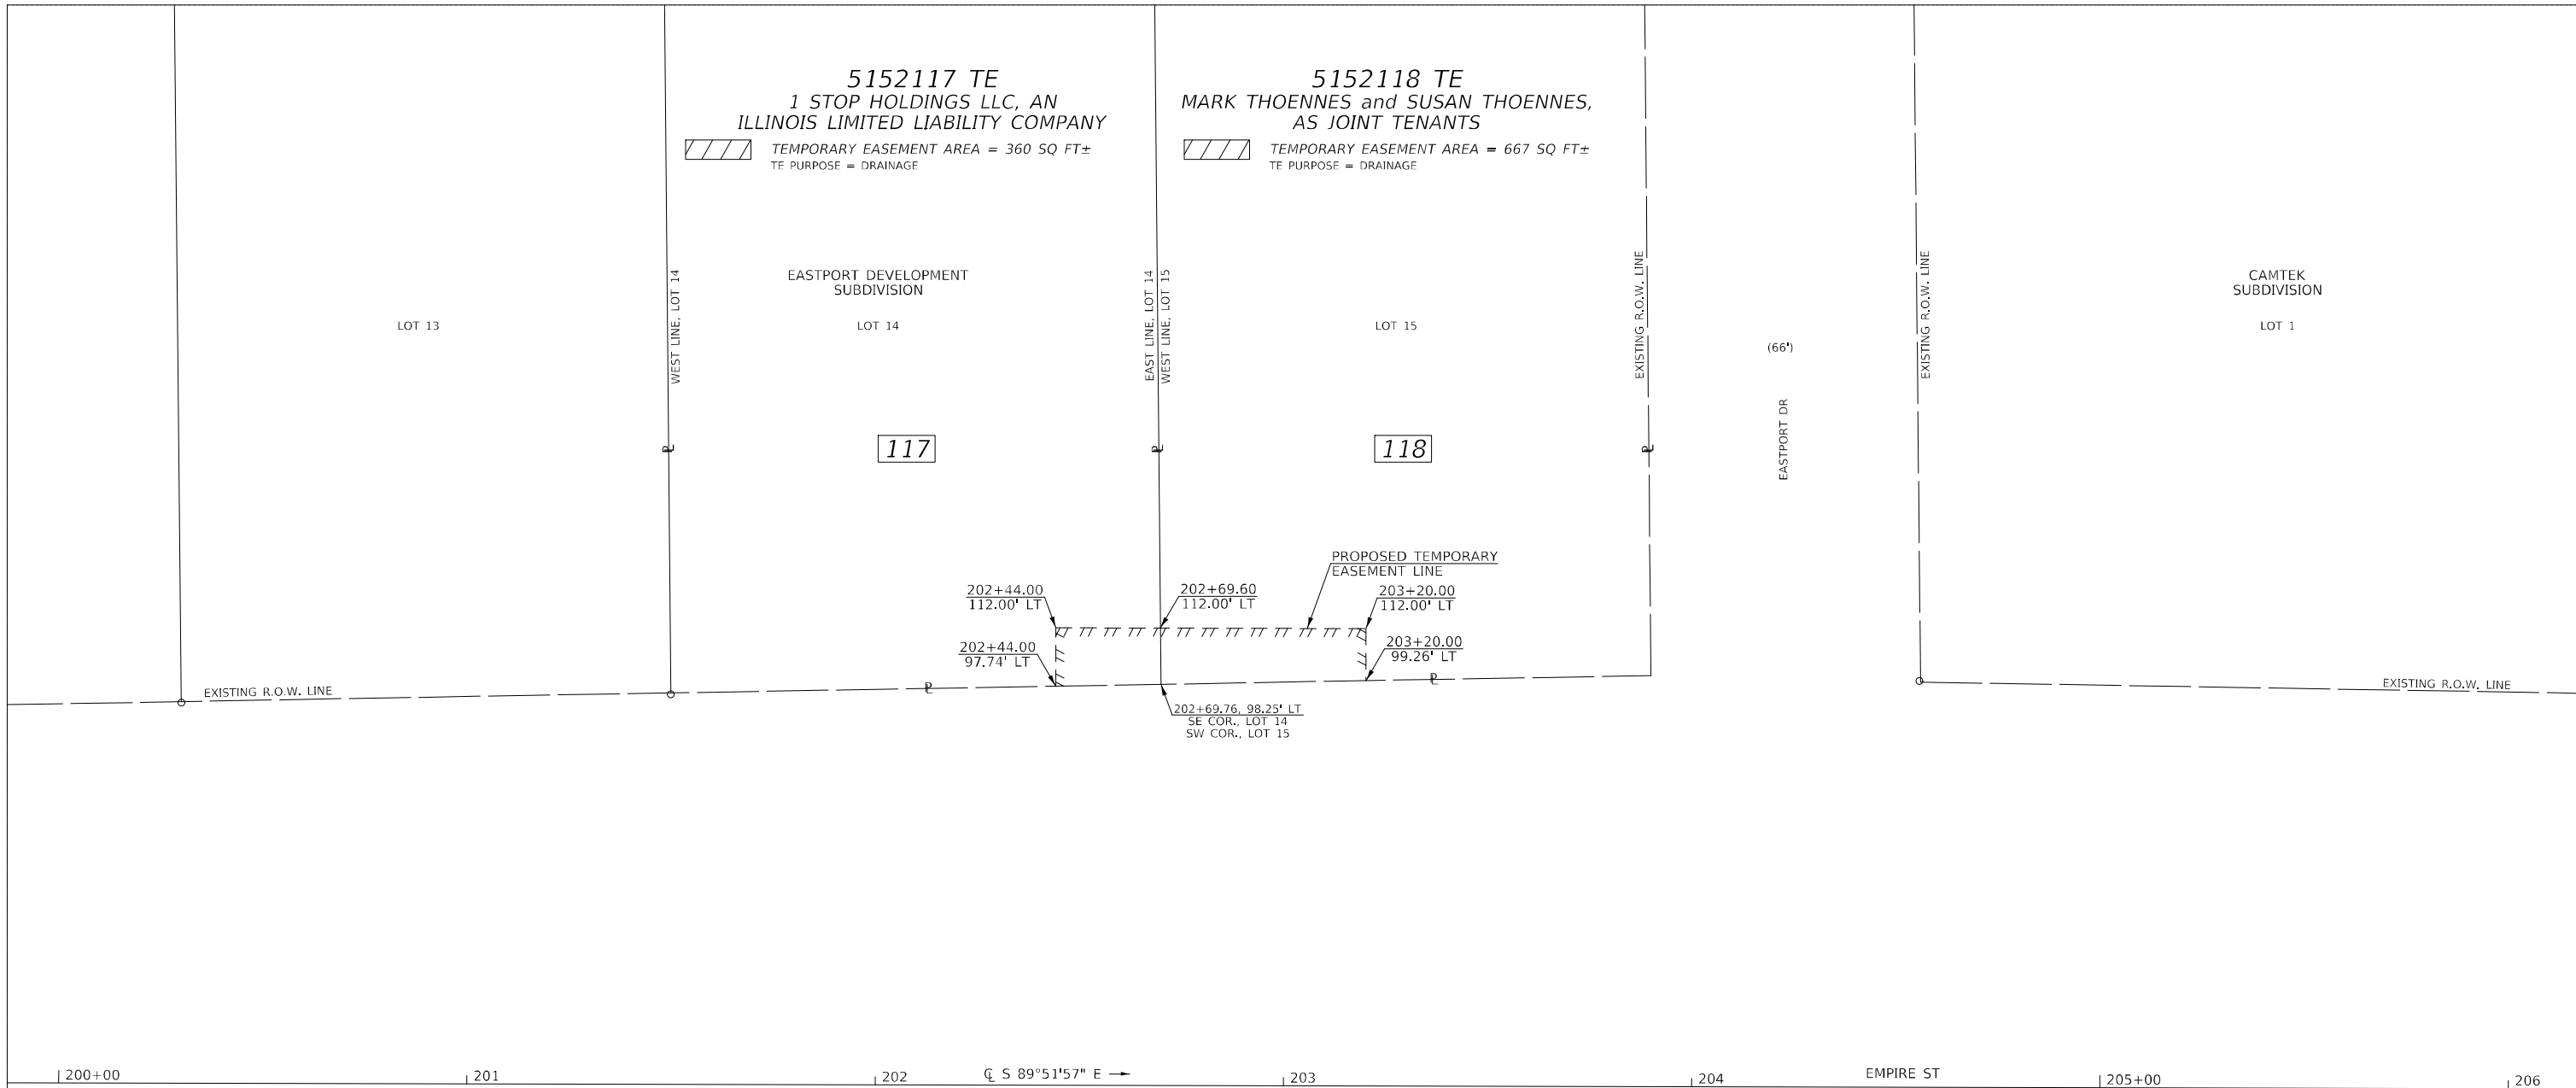 5152117 TE
1 STOP HOLDINGS LLC, AN
ILLINOIS LIMITED LIABILITY COMPANY
TEMPORARY EASEMENT AREA = 360 SQ FT±
TE PURPOSE = DRAINAGE
5152118 TE
MARK THOENNES and SUSAN THOENNES,
AS JOINT TENANTS
TEMPORARY EASEMENT AREA = 667 SQ FT±
TE PURPOSE = DRAINAGE
LOT 13
WEST LINE, LOT 14
EASTPORT DEVELOPMENT
SUBDIVISION
LOT 14
EAST LINE, LOT 14
WEST LINE, LOT 15
LOT 15
EXISTING R.O.W. LINE
(66')
EASTPORT DR
EXISTING R.O.W. LINE
CAMTEK
SUBDIVISION
LOT 1
PL
117
PL
118
PL
PROPOSED TEMPORARY
EASEMENT LINE
202+44.00
112.00' LT
202+69.60
112.00' LT
203+20.00
112.00' LT
202+44.00
97.74' LT
203+20.00
99.26' LT
EXISTING R.O.W. LINE
PL
PL
EXISTING R.O.W. LINE
202+69.76, 98.25' LT
SE COR., LOT 14
SW COR., LOT 15
200+00
201
202
CL S 89°51'57" E
203
204
EMPIRE ST
205+00
206